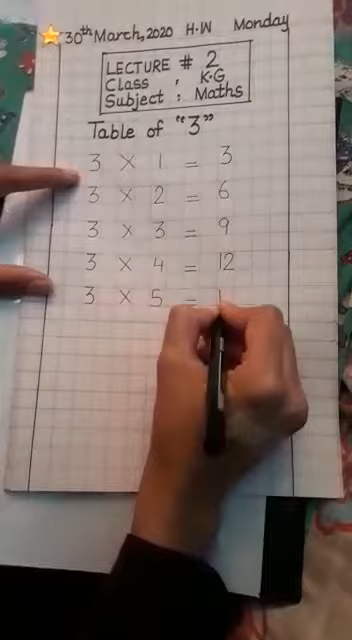 30th March, 2020 H.W Monday
LECTURE # 2
Class : K.G
Subject : Maths
Table of "3"
3 × 1 = 3
3 × 2 = 6
3 × 3 = 9
3 × 4 = 12
3 × 5 = 1